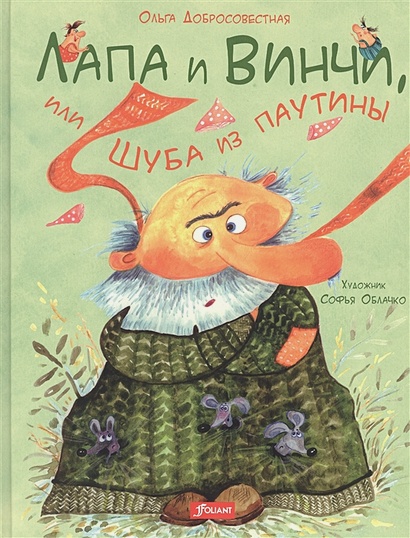 Ольга Добросовестная
Лапа и Винчи,
или шуба из паутины
Художник
Софья Облачко
FOLIANT